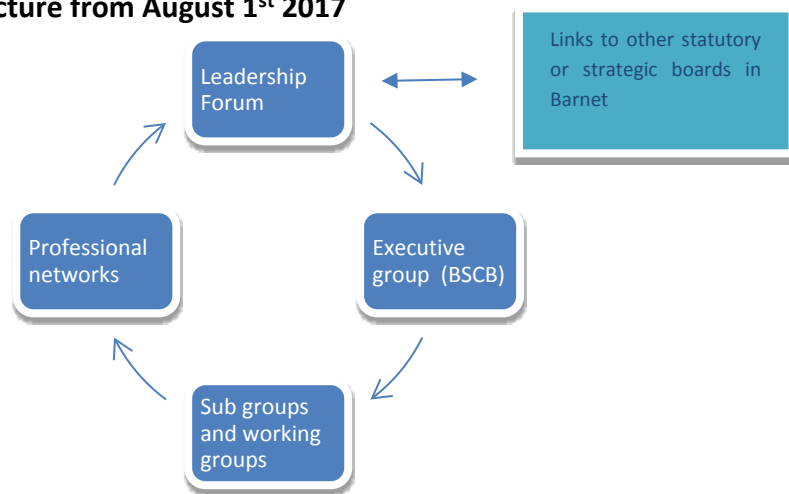 cture from August 1st 2017
Leadership
Forum
Links to other statutory
or strategic boards in
Barnet
Professional
networks
Executive
group (BSCB)
Sub groups
and working
groups